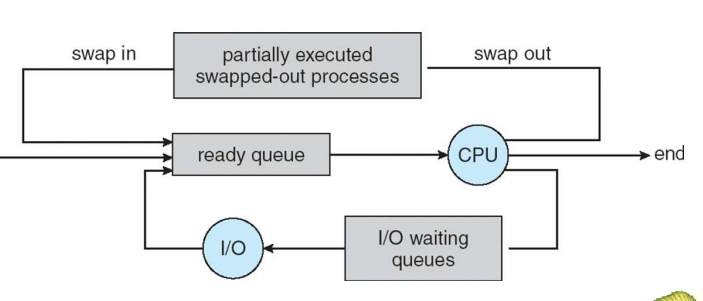 swap in
partially executed
swapped-out processes
swap out
ready queue
CPU
end
I/O
I/O waiting
queues